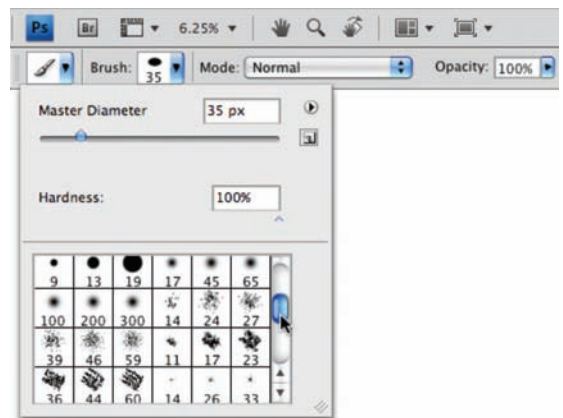 Ps Br 6.25%
Brush: 35 Mode: Normal Opacity: 100%
Master Diameter 35 px
Hardness: 100%
9 13 19 17 45 65
100 200 300 14 24 27
39 46 59 11 17 23
36 44 60 14 26 33